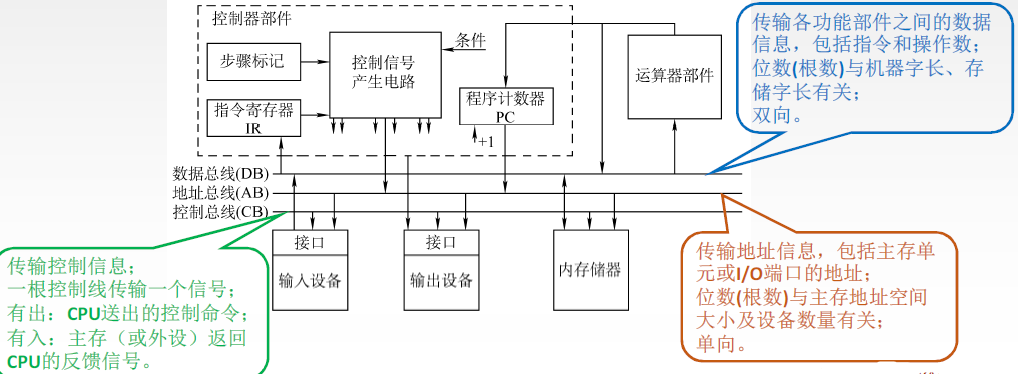 控制器部件
步骤标记
指令寄存器
IR
控制信号
产生电路
条件
程序计数器
PC
+1
运算器部件
传输各功能部件之间的数据
信息，包括指令和操作数；
位数(根数)与机器字长、存
储字长有关；
双向。
数据总线(DB)
地址总线(AB)
控制总线(CB)
接口
输入设备
接口
输出设备
内存储器
传输控制信息；
一根控制线传输一个信号；
有出：CPU送出的控制命令；
有入：主存（或外设）返回
CPU的反馈信号。
传输地址信息，包括主存单
元或I/O端口的地址；
位数(根数)与主存地址空间
大小及设备数量有关；
单向。